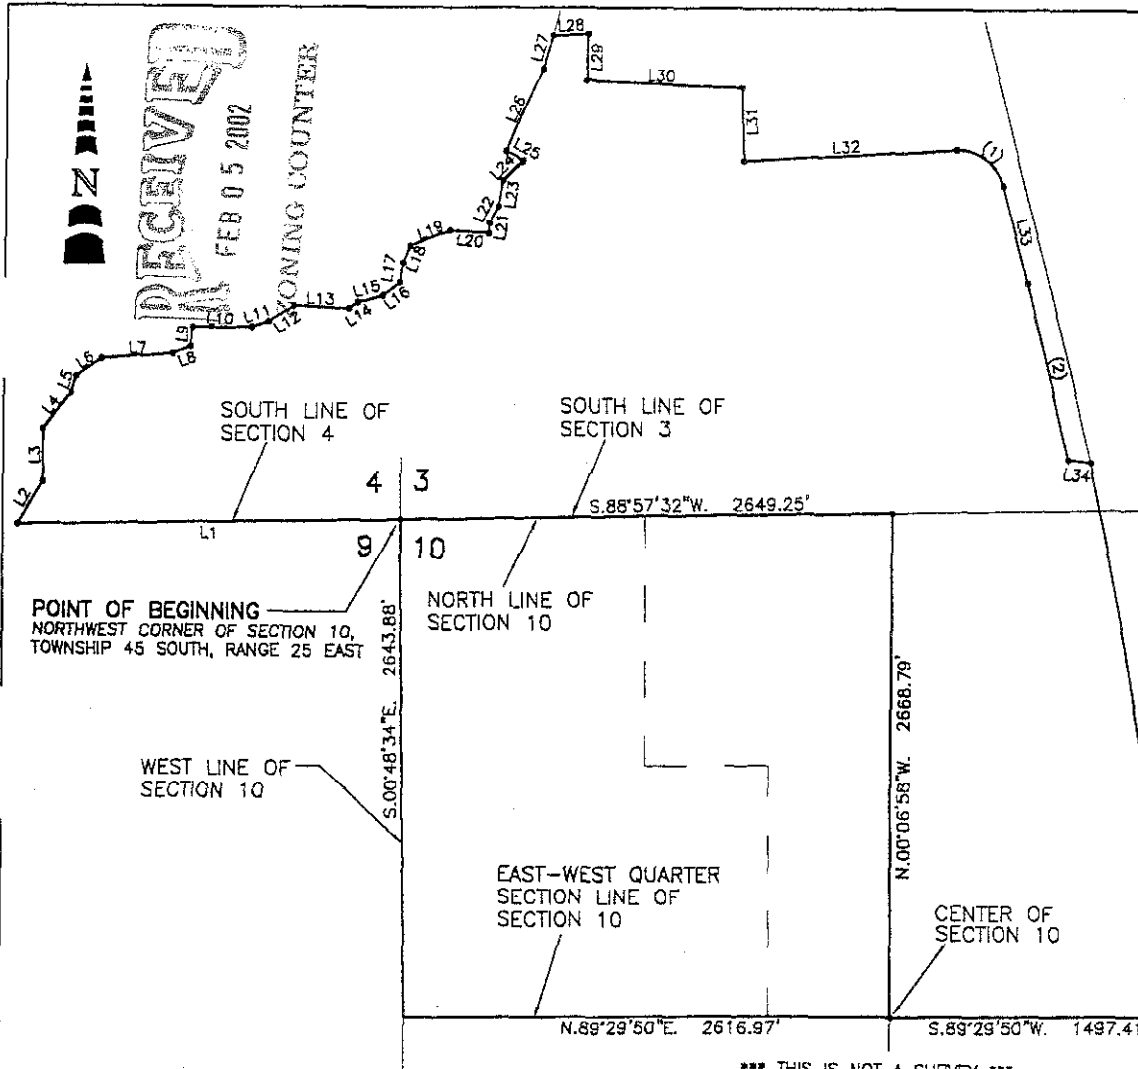 L28
L27
L29
L30
L26
L31
L32
(1)
L25
L24
L23
L22
L21
L20
L19
L18
L17
L16
L15
L14
L13
L12
L11
L10
L9
L8
L7
L6
L5
L4
L3
L2
L1
L33
(2)
L34
N
RECEIVED
FEB 05 2002
ONING COUNTER
SOUTH LINE OF
SECTION 4
SOUTH LINE OF
SECTION 3
4 3
9 10
S.88°57'32"W. 2649.25'
POINT OF BEGINNING
NORTHWEST CORNER OF SECTION 10,
TOWNSHIP 45 SOUTH, RANGE 25 EAST
NORTH LINE OF
SECTION 10
S.00°48'34"E. 2643.88'
N.00°06'58"W. 2668.79'
WEST LINE OF
SECTION 10
EAST-WEST QUARTER
SECTION LINE OF
SECTION 10
CENTER OF
SECTION 10
N.89°29'50"E. 2616.97'
S.89°29'50"W. 1497.41
*** THIS IS NOT A SURVEY ***